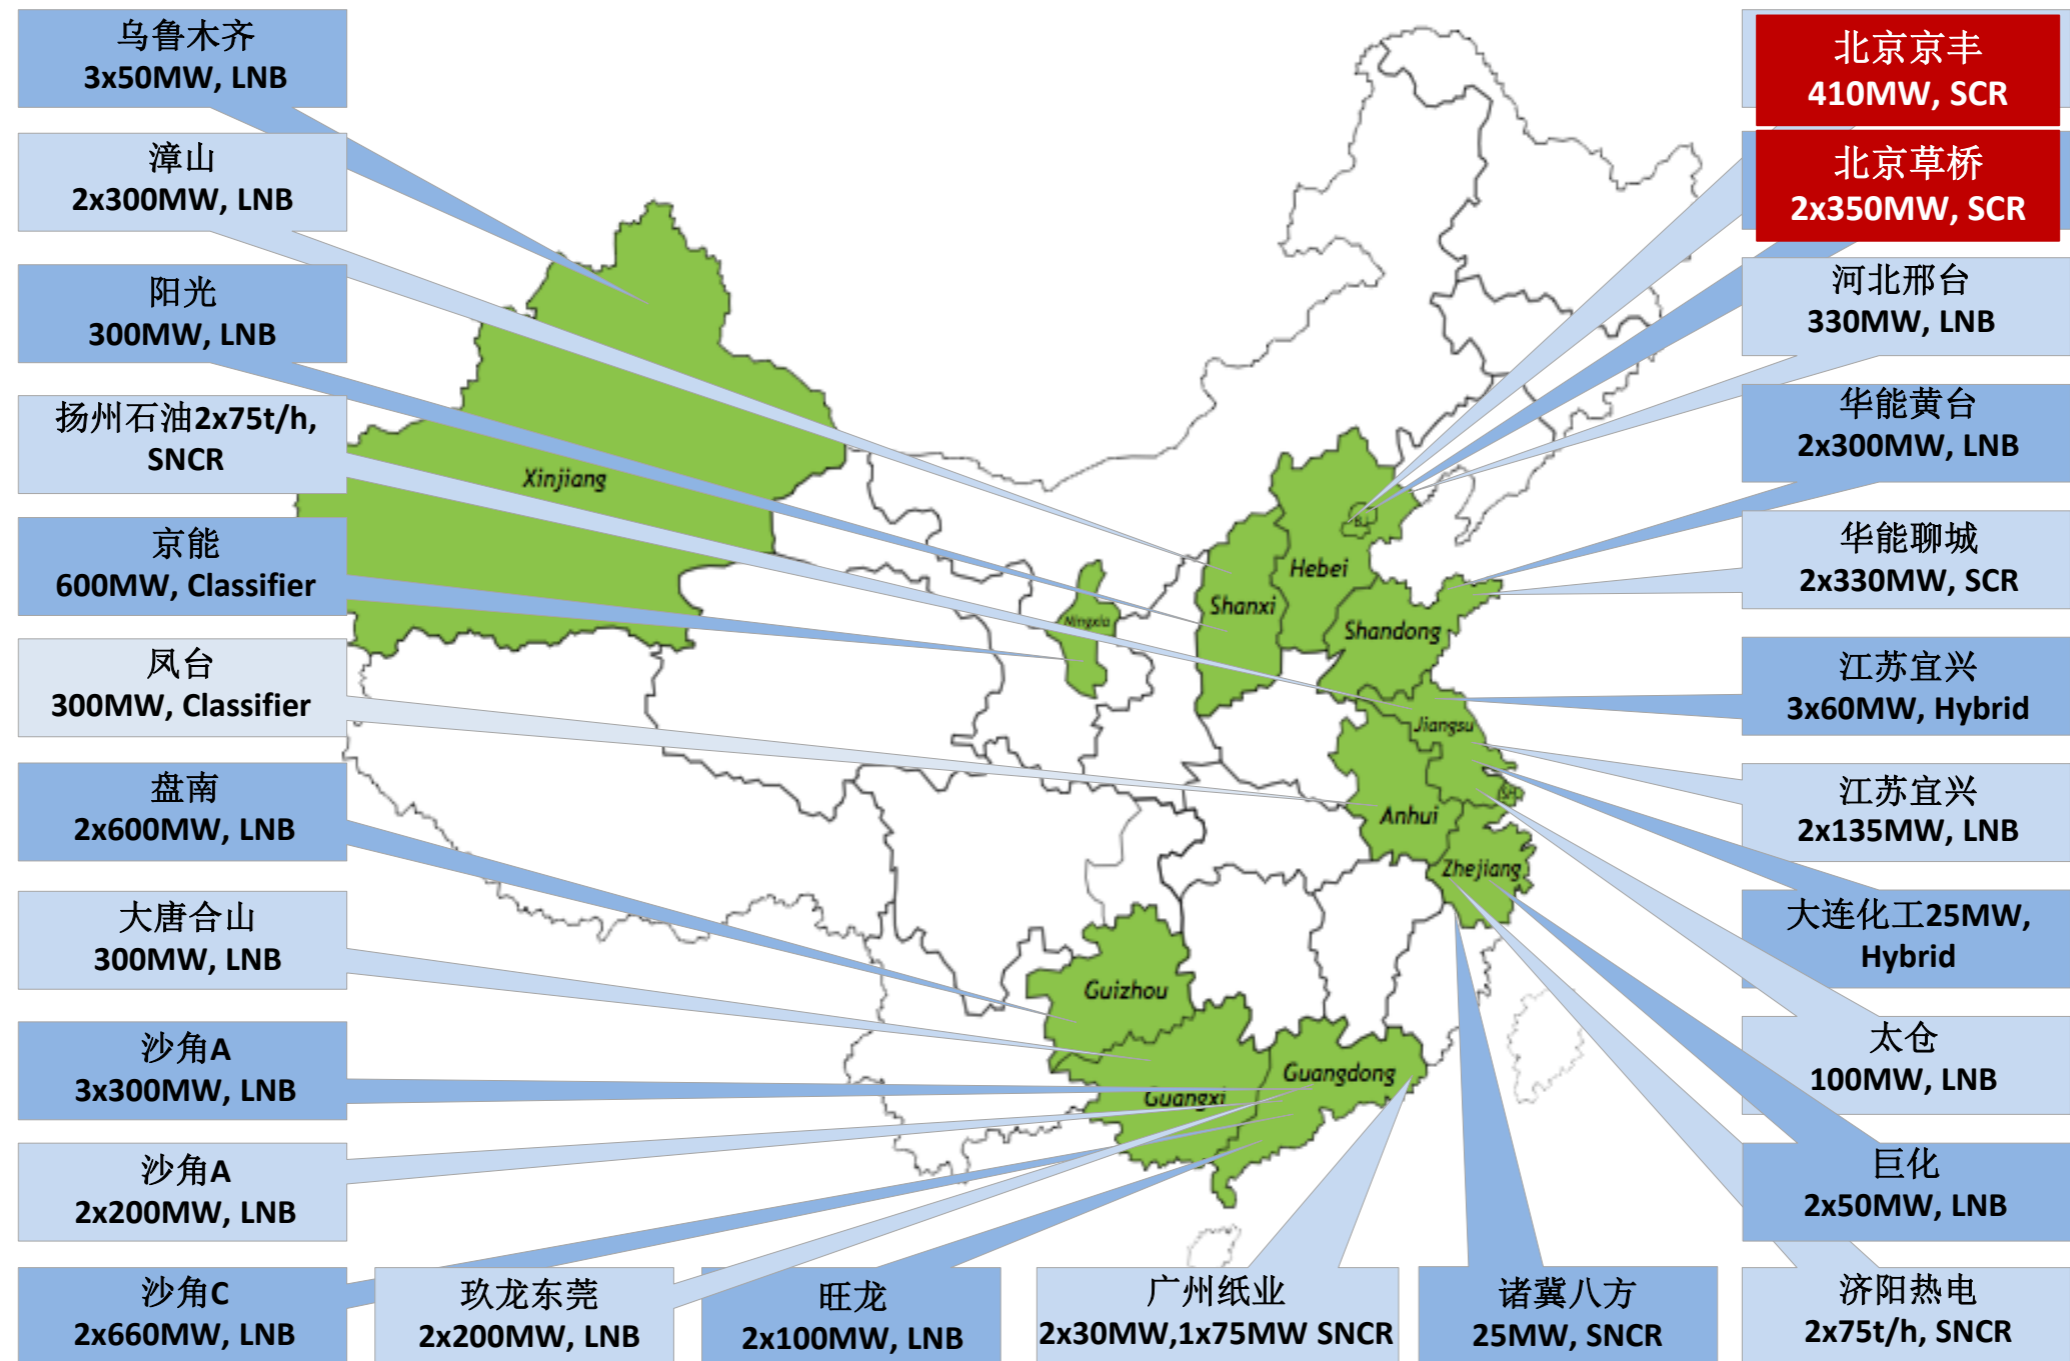 乌鲁木齐
3x50MW, LNB
漳山
2x300MW, LNB
阳光
300MW, LNB
扬州石油2x75t/h,
SNCR
京能
600MW, Classifier
凤台
300MW, Classifier
盘南
2x600MW, LNB
大唐合山
300MW, LNB
沙角A
3x300MW, LNB
沙角A
2x200MW, LNB
沙角C
2x660MW, LNB
玖龙东莞
2x200MW, LNB
旺龙
2x100MW, LNB
广州纸业
2x30MW,1x75MW SNCR
诸冀八方
25MW, SNCR
北京京丰
410MW, SCR
北京草桥
2x350MW, SCR
河北邢台
330MW, LNB
华能黄台
2x300MW, LNB
华能聊城
2x330MW, SCR
江苏宜兴
3x60MW, Hybrid
江苏宜兴
2x135MW, LNB
大连化工25MW,
Hybrid
太仓
100MW, LNB
巨化
2x50MW, LNB
济阳热电
2x75t/h, SNCR
Xinjiang
Ningxia
Shanxi
Hebei
BJ
Shandong
Jiangsu
SH
Anhui
Zhejiang
Guizhou
Guangxi
Guangdong